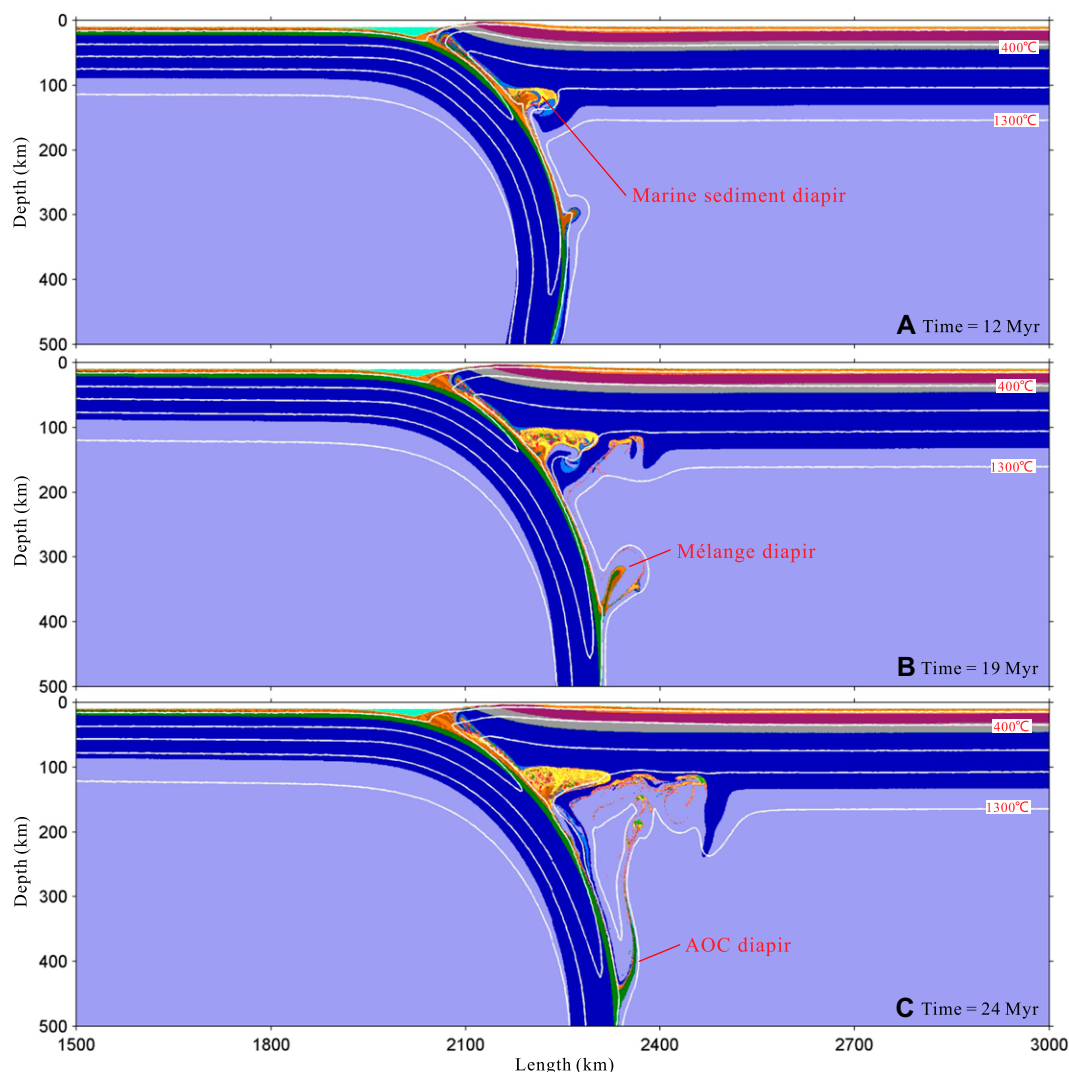 0
100
200
300
400
500
Depth (km)
400℃
1300℃
Marine sediment diapir
A Time = 12 Myr
0
100
200
300
400
500
Depth (km)
400℃
1300℃
Mélange diapir
B Time = 19 Myr
0
100
200
300
400
500
Depth (km)
400℃
1300℃
AOC diapir
C Time = 24 Myr
1500 1800 2100 2400 2700 3000
Length (km)